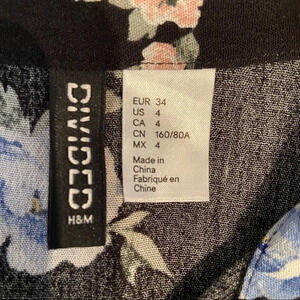 DIVIDED
H&M
EUR 34
US 4
CA 4
CN 160/80A
MX 4
Made in
China
Fabriqué en
Chine